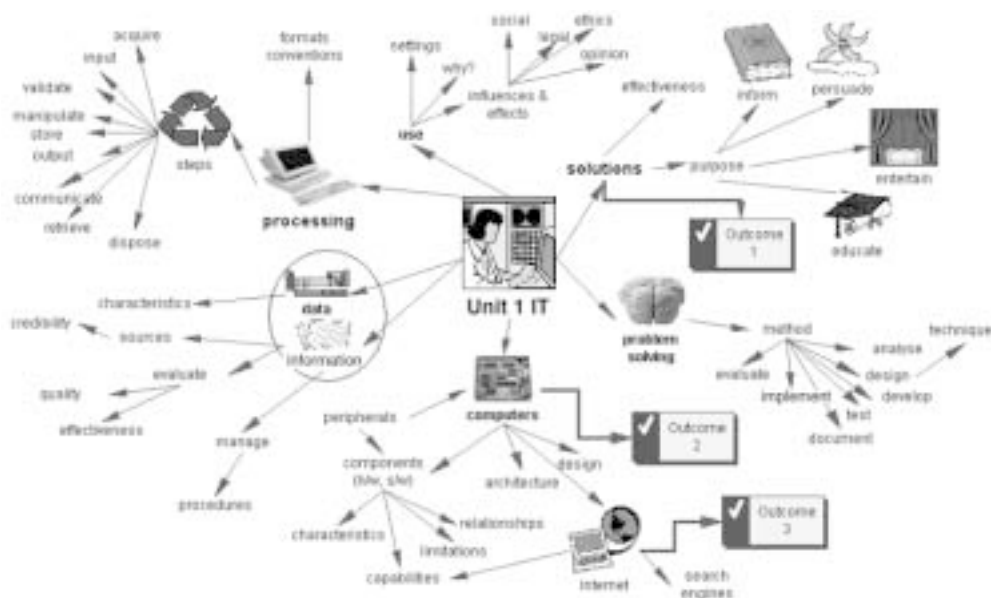 acquire
input
validate
manipulate
store
output
communicate
retrieve
dispose
steps
formats
conventions
processing
settings
why?
use
social
legal
ethics
opinion
influences &
effects
effectiveness
solutions
purpose
inform
persuade
entertain
educate
Outcome
1
Unit 1 IT
characteristics
data
credibility
sources
information
evaluate
quality
effectiveness
manage
procedures
problem
solving
method
technique
analyse
design
develop
test
document
implement
evaluate
computers
peripherals
components
(h/w, s/w)
architecture
design
Outcome
2
characteristics
relationships
limitations
capabilities
internet
search
engines
Outcome
3